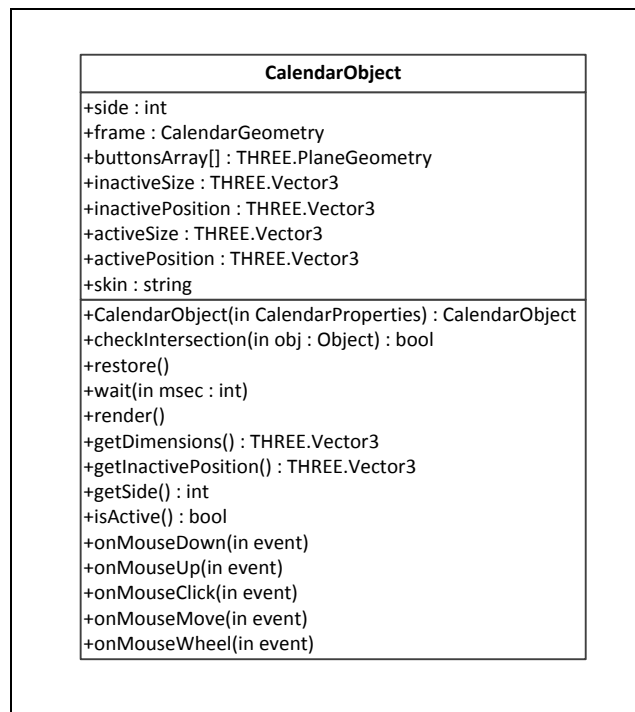 CalendarObject
+side : int
+frame : CalendarGeometry
+buttonsArray[] : THREE.PlaneGeometry
+inactiveSize : THREE.Vector3
+inactivePosition : THREE.Vector3
+activeSize : THREE.Vector3
+activePosition : THREE.Vector3
+skin : string
+CalendarObject(in CalendarProperties) : CalendarObject
+checkIntersection(in obj : Object) : bool
+restore()
+wait(in msec : int)
+render()
+getDimensions() : THREE.Vector3
+getInactivePosition() : THREE.Vector3
+getSide() : int
+isActive() : bool
+onMouseDown(in event)
+onMouseUp(in event)
+onMouseClick(in event)
+onMouseMove(in event)
+onMouseWheel(in event)